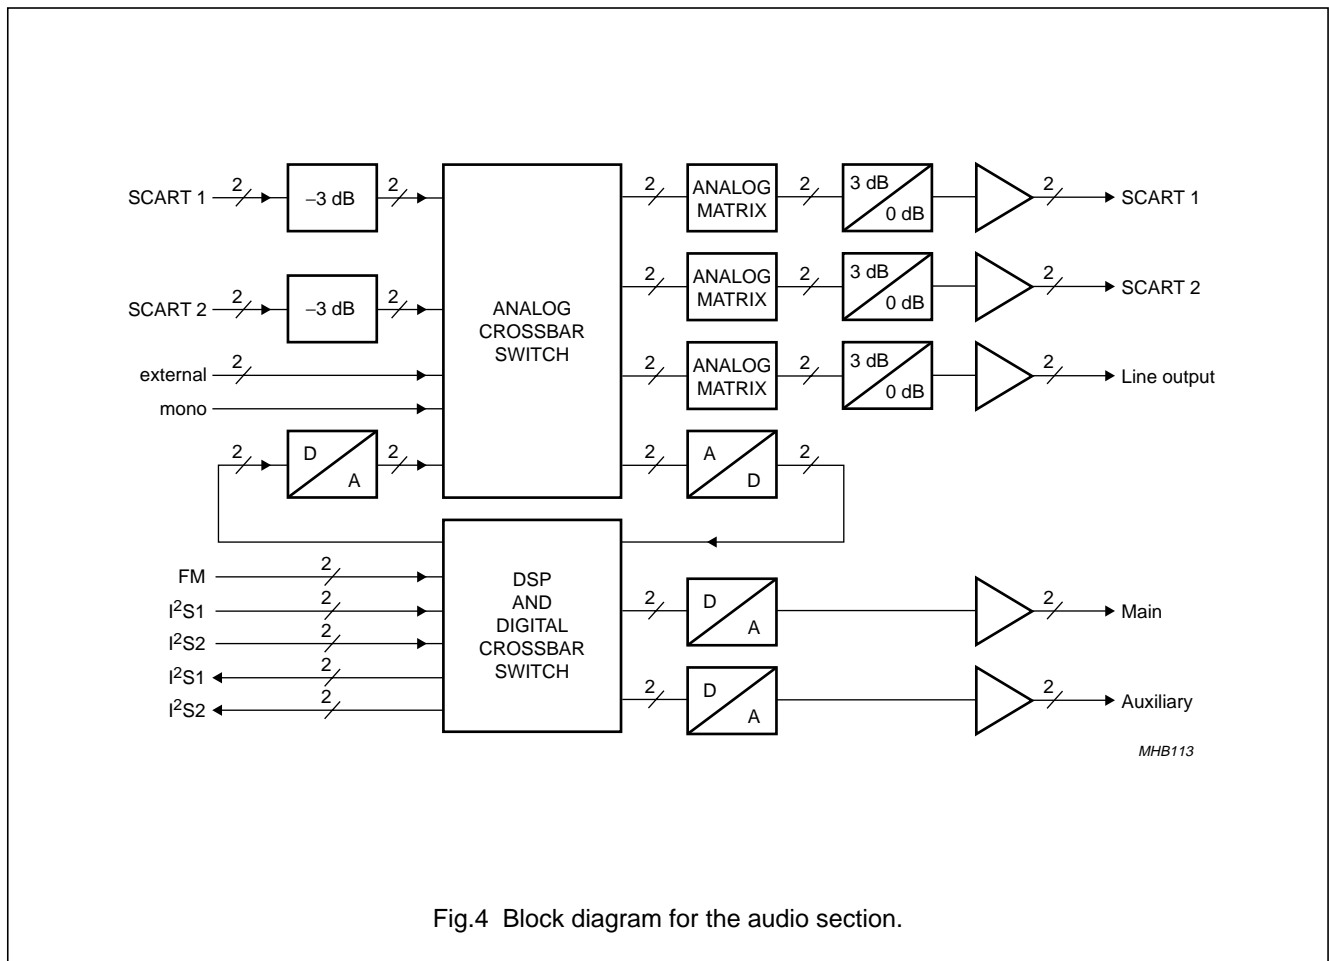 SCART 1 2 −3 dB 2 2 ANALOG MATRIX 2 3 dB 0 dB 2 SCART 1
SCART 2 2 −3 dB 2 2 ANALOG MATRIX 2 3 dB 0 dB 2 SCART 2
ANALOG
CROSSBAR
SWITCH
external 2 2 ANALOG MATRIX 2 3 dB 0 dB 2 Line output
mono
2 D A 2 2 A D 2
FM 2
I²S1 2
I²S2 2
I²S1 2
I²S2 2
DSP
AND
DIGITAL
CROSSBAR
SWITCH
2 D A 2 Main
2 D A 2 Auxiliary
MHB113
Fig.4 Block diagram for the audio section.